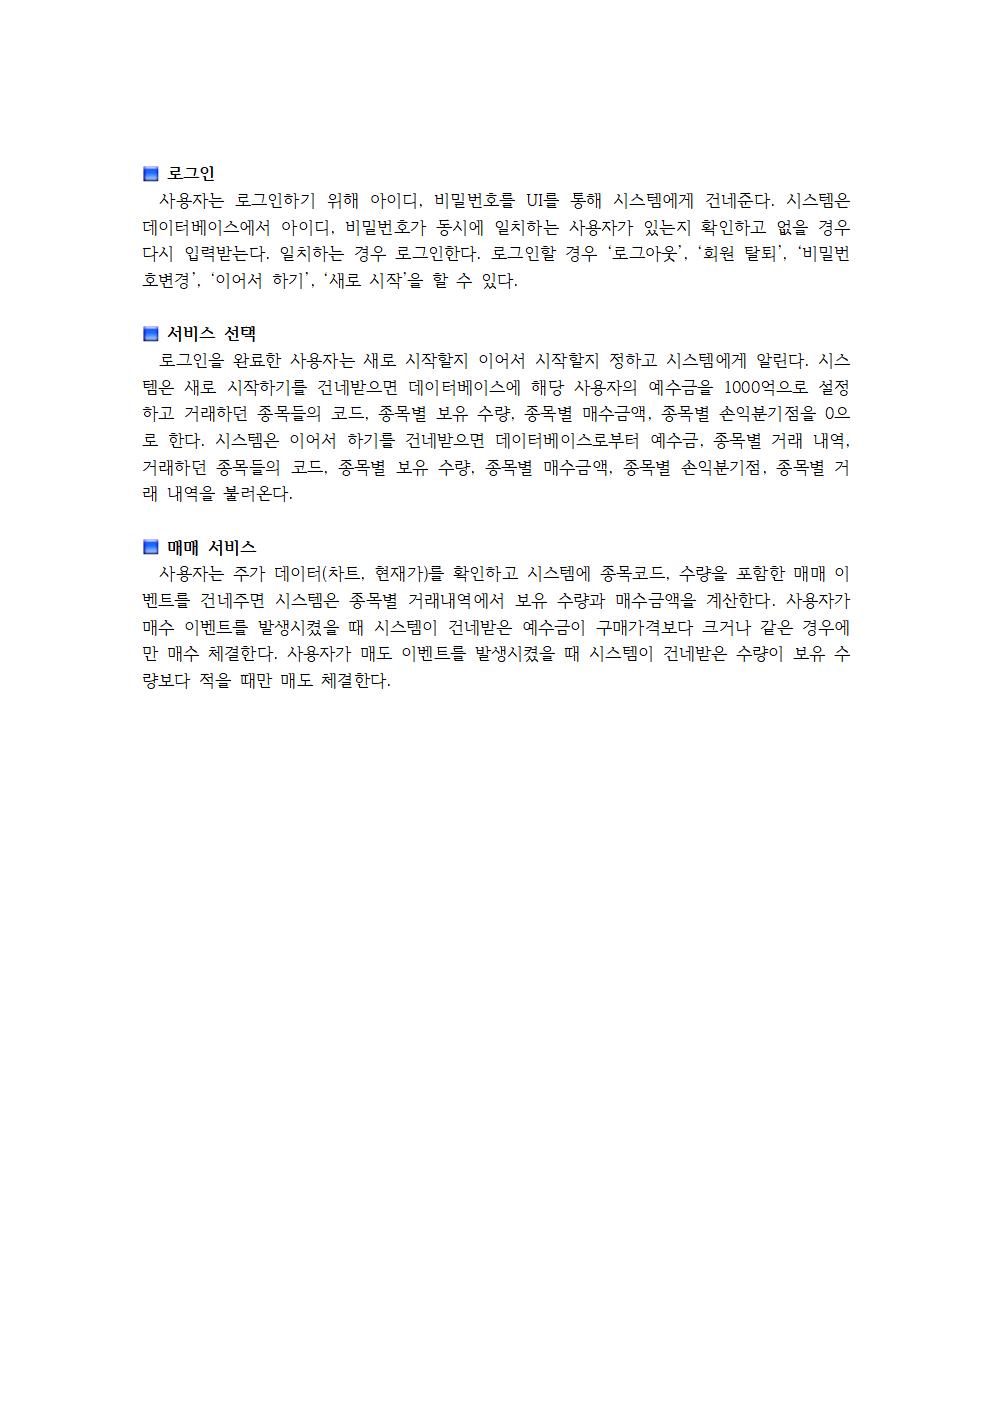 로그인
사용자는 로그인하기 위해 아이디, 비밀번호를 UI를 통해 시스템에게 건네준다. 시스템은
데이터베이스에서 아이디, 비밀번호가 동시에 일치하는 사용자가 있는지 확인하고 없을 경우
다시 입력받는다. 일치하는 경우 로그인한다. 로그인할 경우 ‘로그아웃’, ‘회원 탈퇴’, ‘비밀번
호변경’, ‘이어서 하기’, ‘새로 시작’을 할 수 있다.
서비스 선택
로그인을 완료한 사용자는 새로 시작할지 이어서 시작할지 정하고 시스템에게 알린다. 시스
템은 새로 시작하기를 건네받으면 데이터베이스에 해당 사용자의 예수금을 1000억으로 설정
하고 거래하던 종목들의 코드, 종목별 보유 수량, 종목별 매수금액, 종목별 손익분기점을 0으
로 한다. 시스템은 이어서 하기를 건네받으면 데이터베이스로부터 예수금, 종목별 거래 내역,
거래하던 종목들의 코드, 종목별 보유 수량, 종목별 매수금액, 종목별 손익분기점, 종목별 거
래 내역을 불러온다.
매매 서비스
사용자는 주가 데이터(차트, 현재가)를 확인하고 시스템에 종목코드, 수량을 포함한 매매 이
벤트를 건네주면 시스템은 종목별 거래내역에서 보유 수량과 매수금액을 계산한다. 사용자가
매수 이벤트를 발생시켰을 때 시스템이 건네받은 예수금이 구매가격보다 크거나 같은 경우에
만 매수 체결한다. 사용자가 매도 이벤트를 발생시켰을 때 시스템이 건네받은 수량이 보유 수
량보다 적을 때만 매도 체결한다.